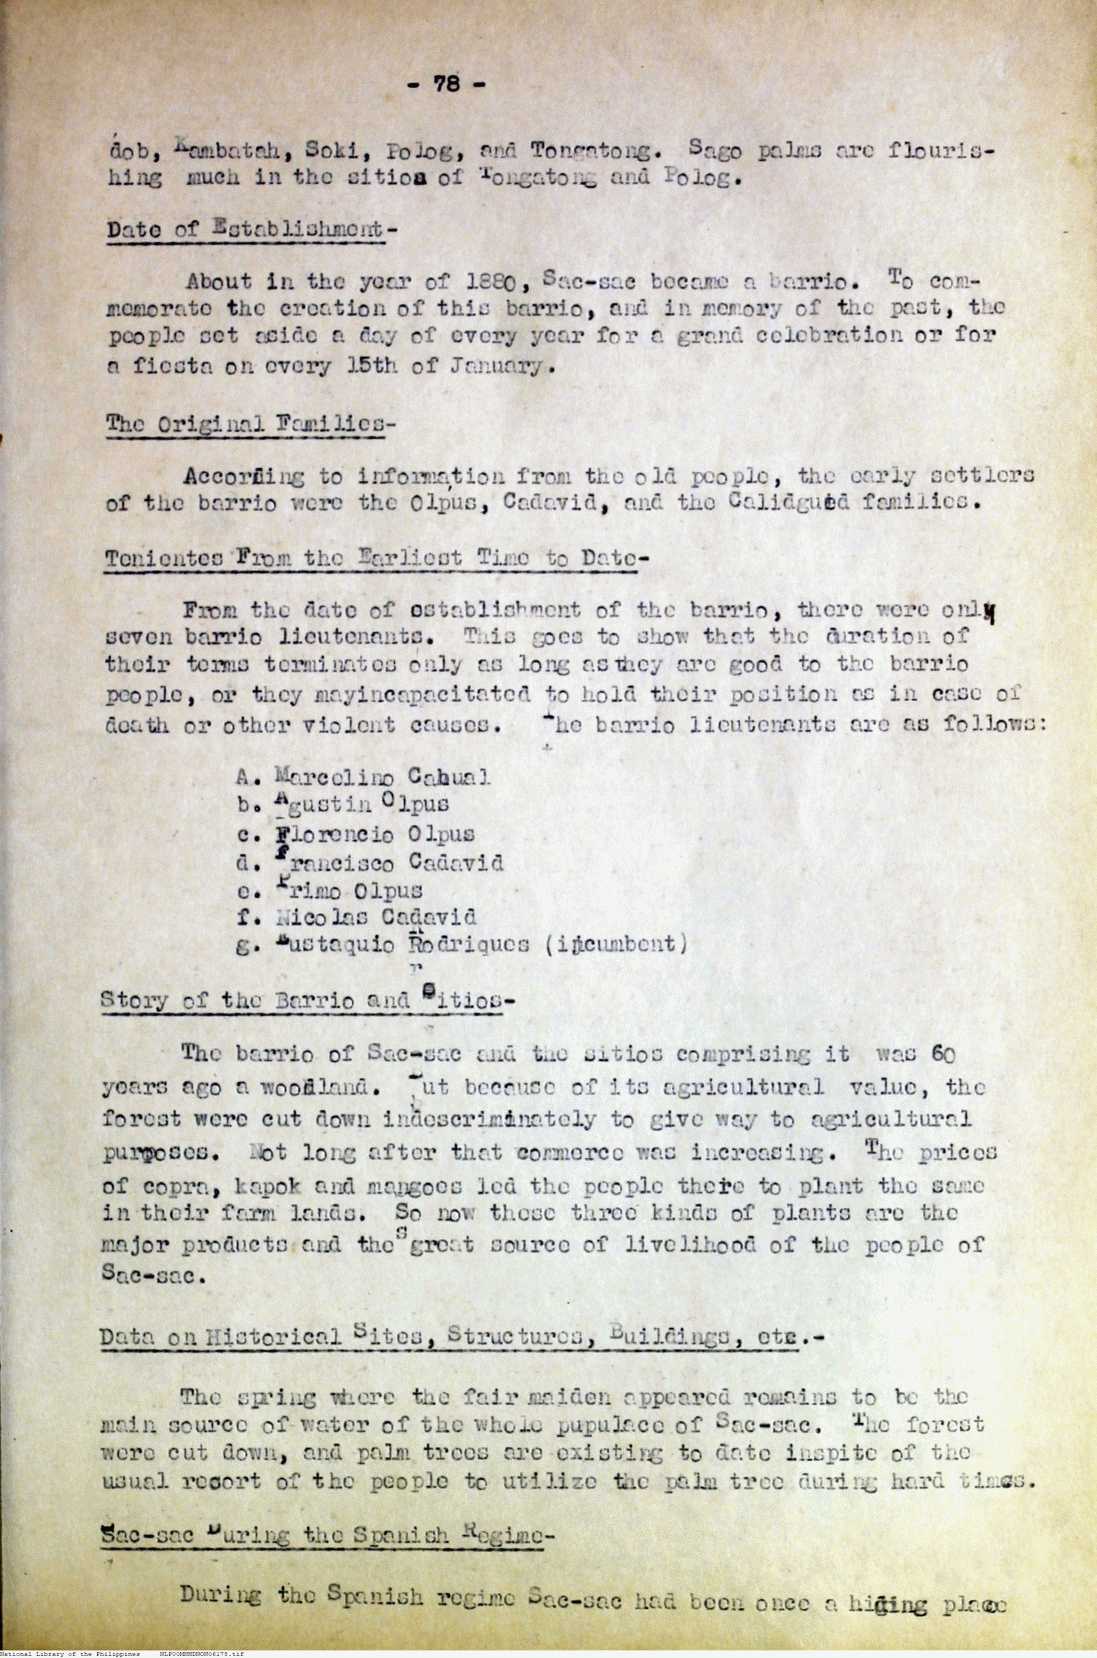 - 78 -
dob, Kambatah, Soki, Polog, and Tongatong. Sago palms are flouris-
hing much in the sitios of Tongatong and Polog.
Date of Establishment-
About in the year of 1880, Sac-sac became a barrio. To com-
memorate the creation of this barrio, and in memory of the past, the
people set aside a day of every year for a grand celebration or for
a fiesta on every 15th of January.
The Original Families-
According to information from the old people, the early settlers
of the barrio were the Olpus, Cadavid, and the Calidgued families.
Tenientes From the Earliest Time to Date-
From the date of establishment of the barrio, there were only
seven barrio lieutenants. This goes to show that the duration of
their terms terminates only as long as they are good to the barrio
people, or they mayincapacitated to hold their position as in case of
death or other violent causes. The barrio lieutenants are as follows:
A. Marcelino Cahual
b. Agustin Olpus
c. Florencio Olpus
d. Francisco Cadavid
e. Primo Olpus
f. Nicolas Cadavid
g. Eustaquio Rodriques (incumbent)
Story of the Barrio and Sitios-
The barrio of Sac-sac and the sitios comprising it was 60
years ago a woodland. But because of its agricultural value, the
forest were cut down indescriminately to give way to agricultural
purposes. Not long after that commerce was increasing. The prices
of copra, kapok and mangoes led the people there to plant the same
in their farm lands. So now these three kinds of plants are the
major products and the great source of livelihood of the people of
Sac-sac.
Data on Historical Sites, Structures, Buildings, etc.-
The spring where the fair maiden appeared remains to be the
main source of water of the whole pupulace of Sac-sac. The forest
were cut down, and palm trees are existing to date inspite of the
usual resort of the people to utilize the palm tree during hard times.
Sac-sac During the Spanish Regime-
During the Spanish regime Sac-sac had been once a hiding place
National Library of the Philippines